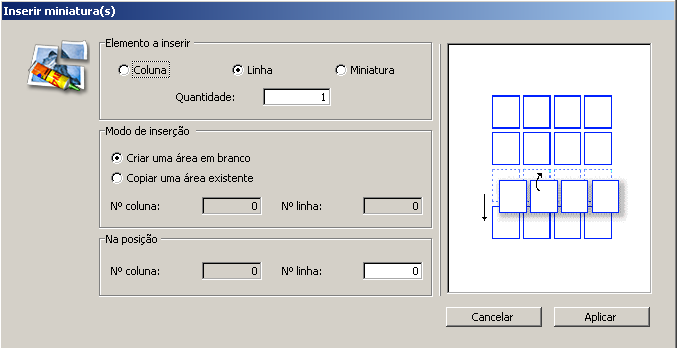 Inserir miniatura(s)
Elemento a inserir
Coluna Linha Miniatura
Quantidade: 1
Modo de inserção
Criar uma área em branco
Copiar uma área existente
Nº coluna: 0 Nº linha: 0
Na posição
Nº coluna: 0 Nº linha: 0
Cancelar Aplicar